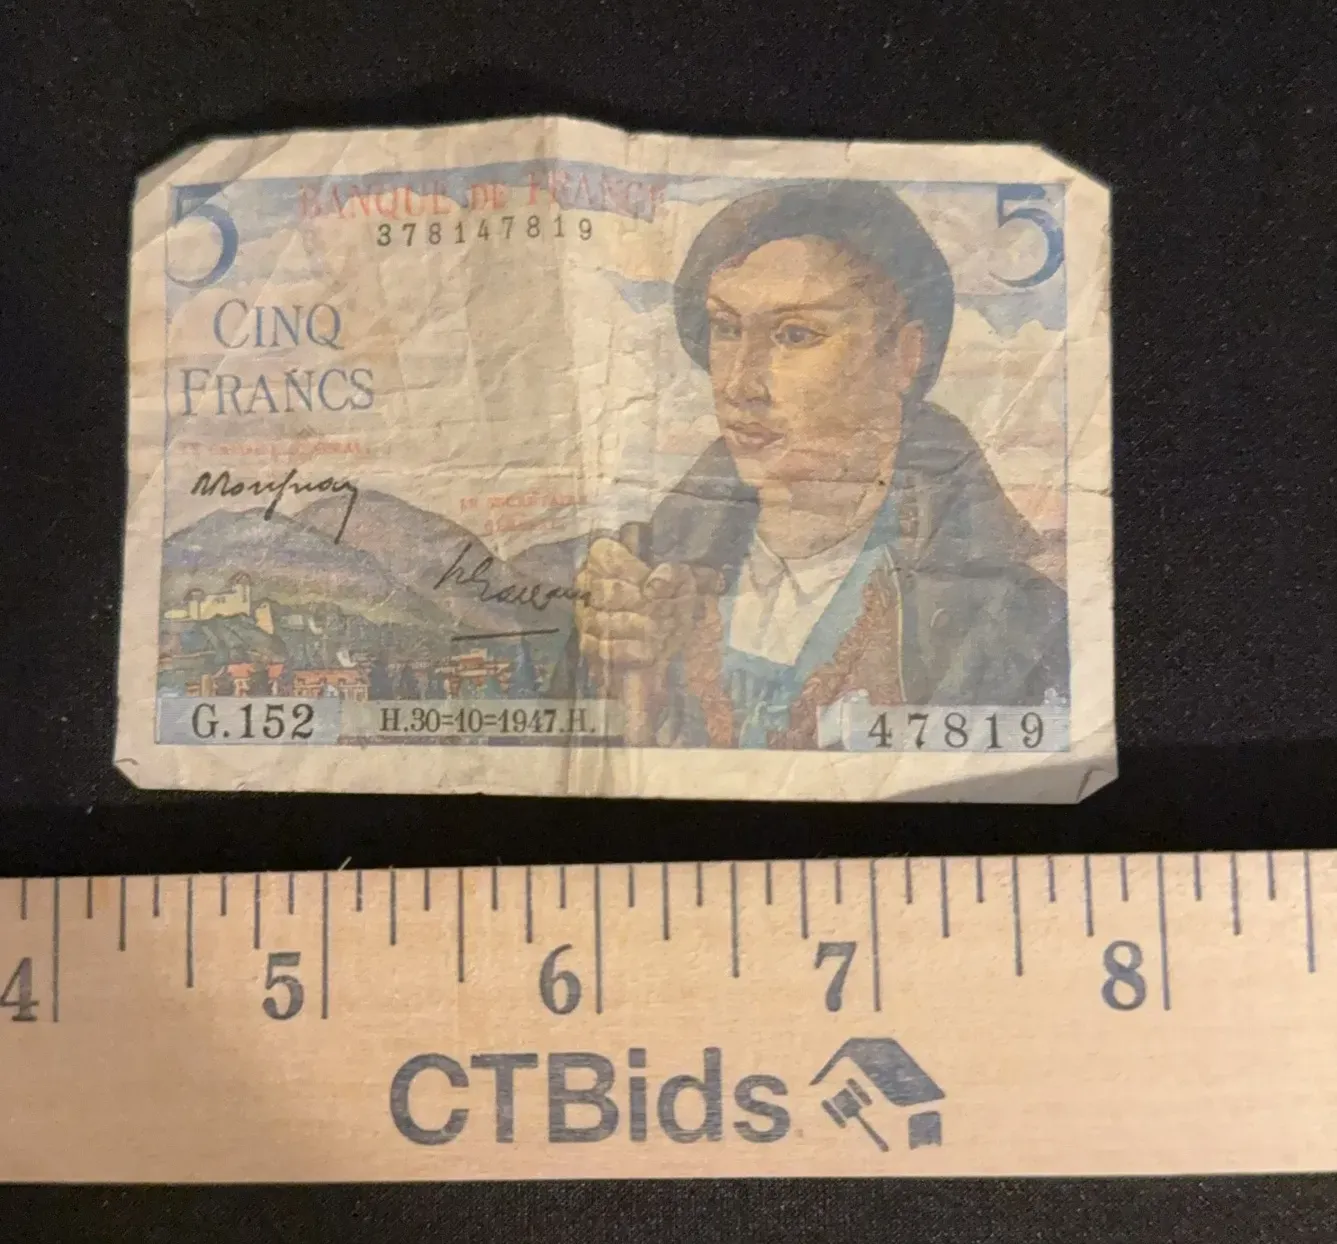 5
BANQUE DE FRANCE
5
378147819
CINQ
FRANCS
G.152
H.30=10=1947.H.
47819
4 5 6 7 8
CTBids